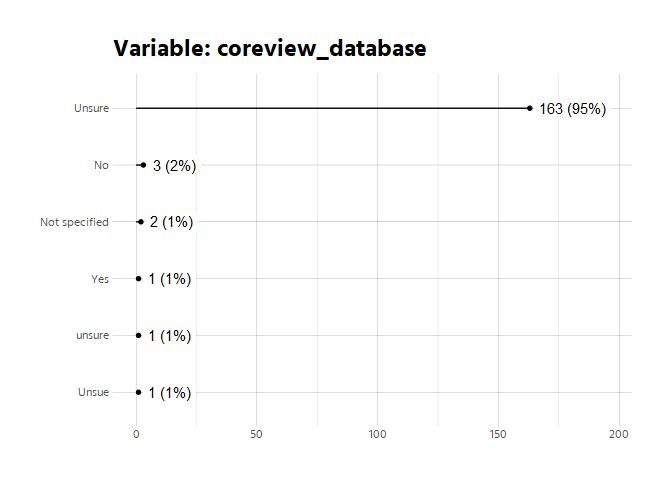 Variable: coreview_database
Unsure 163 (95%)
No 3 (2%)
Not specified 2 (1%)
Yes 1 (1%)
unsure 1 (1%)
Unsue 1 (1%)
0 50 100 150 200